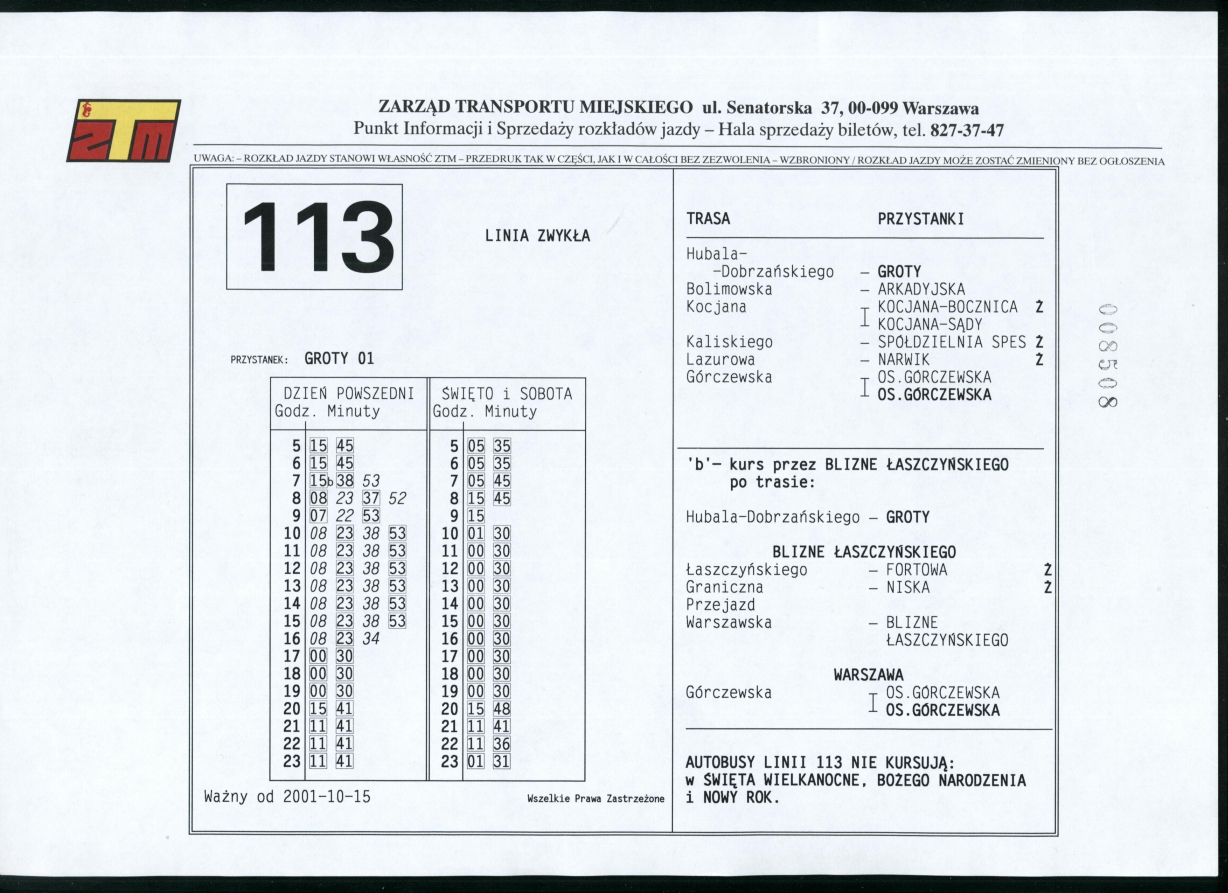 ZTM
ZARZĄD TRANSPORTU MIEJSKIEGO ul. Senatorska 37, 00-099 Warszawa
Punkt Informacji i Sprzedaży rozkładów jazdy – Hala sprzedaży biletów, tel. 827-37-47
UWAGA: – ROZKŁAD JAZDY STANOWI WŁASNOŚĆ ZTM – PRZEDRUK TAK W CZĘŚCI, JAK I W CAŁOŚCI BEZ ZEZWOLENIA – WZBRONIONY / ROZKŁAD JAZDY MOŻE ZOSTAĆ ZMIENIONY BEZ OGŁOSZENIA
113
LINIA ZWYKŁA
PRZYSTANEK: GROTY 01
DZIEŃ POWSZEDNI
Godz. Minuty
5 15 45
6 15 45
7 15b 38 53
8 08 23 37 52
9 07 22 53
10 08 23 38 53
11 08 23 38 53
12 08 23 38 53
13 08 23 38 53
14 08 23 38 53
15 08 23 38 53
16 08 23 34
17 00 30
18 00 30
19 00 30
20 15 41
21 11 41
22 11 41
23 11 41
ŚWIĘTO i SOBOTA
Godz. Minuty
5 05 35
6 05 35
7 05 45
8 15 45
9 15
10 01 30
11 00 30
12 00 30
13 00 30
14 00 30
15 00 30
16 00 30
17 00 30
18 00 30
19 00 30
20 15 48
21 11 41
22 11 36
23 01 31
Ważny od 2001-10-15
Wszelkie Prawa Zastrzeżone
TRASA PRZYSTANKI
Hubala-
-Dobrzańskiego – GROTY
Bolimowska – ARKADYJSKA
Kocjana KOCJANA-BOCZNICA Ż
KOCJANA-SĄDY
Kaliskiego – SPÓŁDZIELNIA SPES Ż
Lazurowa – NARWIK Ż
Górczewska OS.GÓRCZEWSKA
OS.GÓRCZEWSKA
'b'– kurs przez BLIZNE ŁASZCZYŃSKIEGO
po trasie:
Hubala-Dobrzańskiego – GROTY
BLIZNE ŁASZCZYŃSKIEGO
Łaszczyńskiego – FORTOWA Ż
Graniczna – NISKA Ż
Przejazd
Warszawska – BLIZNE
ŁASZCZYŃSKIEGO
WARSZAWA
Górczewska OS.GÓRCZEWSKA
OS.GÓRCZEWSKA
AUTOBUSY LINII 113 NIE KURSUJĄ:
w ŚWIĘTA WIELKANOCNE, BOŻEGO NARODZENIA
i NOWY ROK.
008508